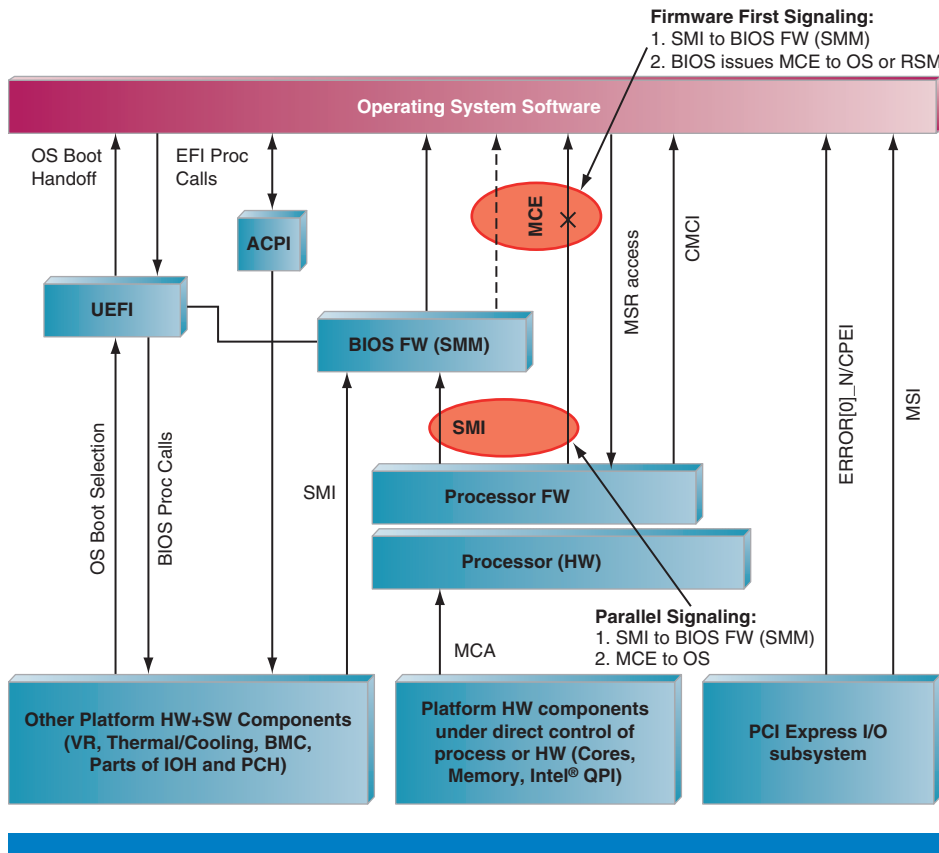 Firmware First Signaling:
1. SMI to BIOS FW (SMM)
2. BIOS issues MCE to OS or RSM
Operating System Software
OS Boot
Handoff
EFI Proc
Calls
ACPI
MCE
MSR access
CMCI
UEFI
BIOS FW (SMM)
SMI
ERROR[0]_N/CPEI
MSI
OS Boot Selection
BIOS Proc Calls
SMI
Processor FW
Processor (HW)
Parallel Signaling:
1. SMI to BIOS FW (SMM)
2. MCE to OS
MCA
Other Platform HW+SW Components
(VR, Thermal/Cooling, BMC,
Parts of IOH and PCH)
Platform HW components
under direct control of
process or HW (Cores,
Memory, Intel® QPI)
PCI Express I/O
subsystem